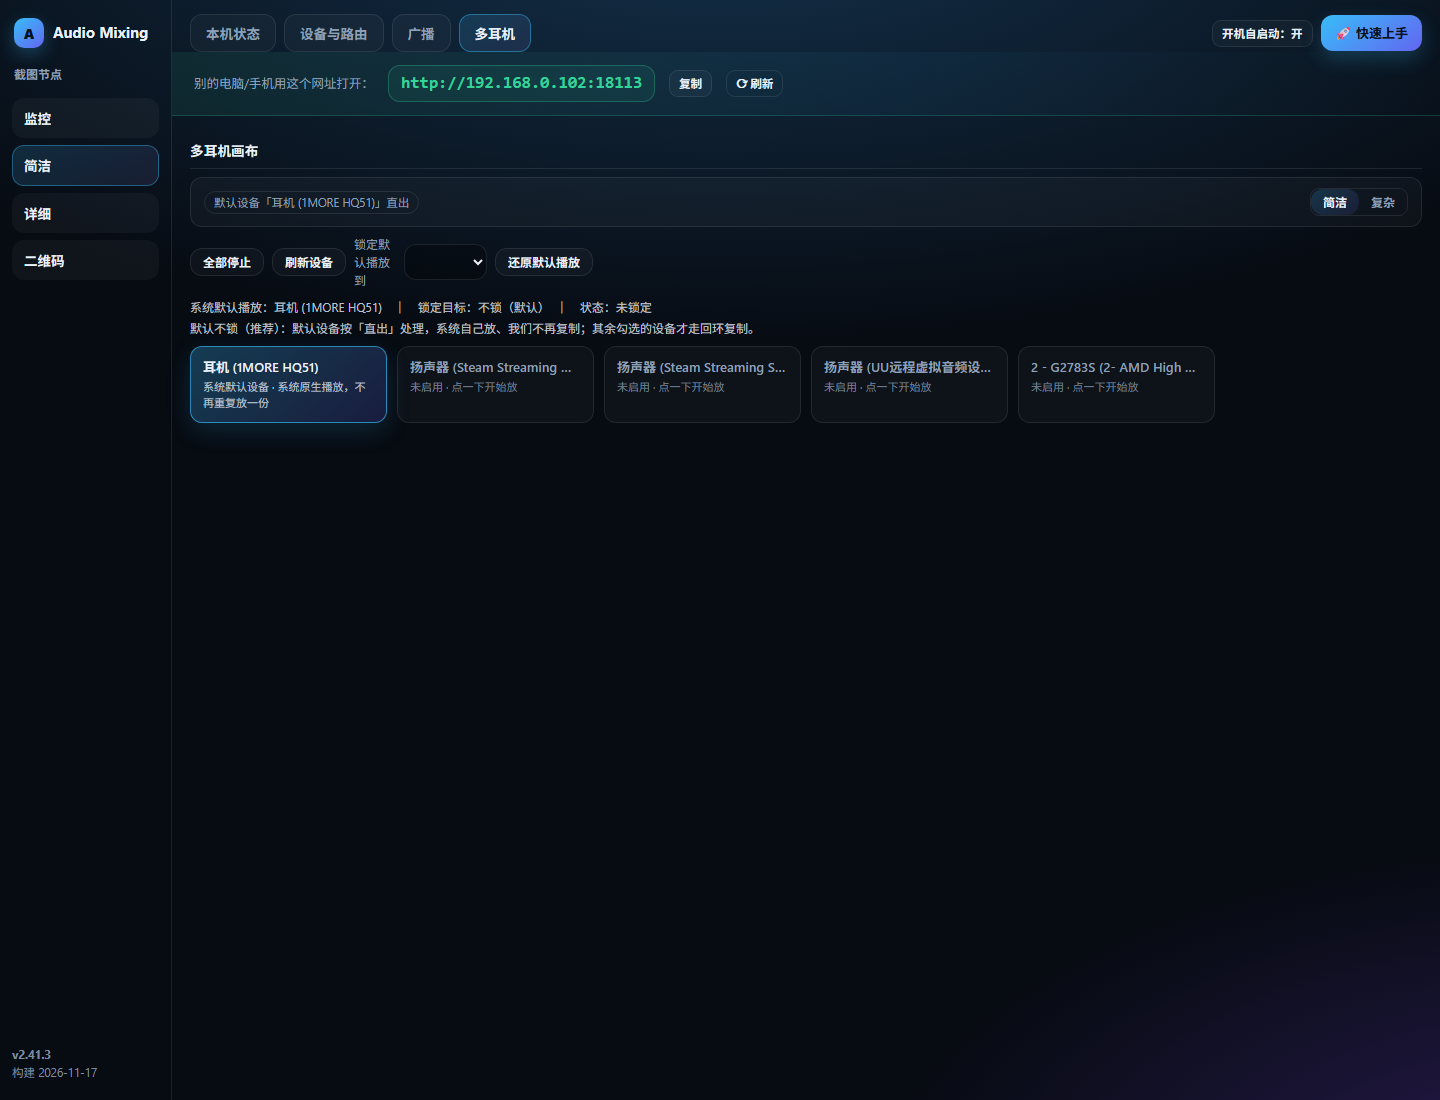 A Audio Mixing
截图节点
监控
简洁
详细
二维码
v2.41.3
构建 2026-11-17
本机状态 设备与路由 广播 多耳机 开机自启动：开 🚀 快速上手
别的电脑/手机用这个网址打开： http://192.168.0.102:18113 复制 ⟳ 刷新
多耳机画布
默认设备「耳机 (1MORE HQ51)」直出 简洁 复杂
全部停止 刷新设备 锁定默认播放到 还原默认播放
系统默认播放：耳机 (1MORE HQ51) ｜ 锁定目标：不锁（默认） ｜ 状态：未锁定
默认不锁（推荐）：默认设备按「直出」处理，系统自己放、我们不再复制；其余勾选的设备才走回环复制。
耳机 (1MORE HQ51)
系统默认设备 · 系统原生播放，不
再重复放一份
扬声器 (Steam Streaming ...
未启用 · 点一下开始放
扬声器 (Steam Streaming S...
未启用 · 点一下开始放
扬声器 (UU远程虚拟音频设...
未启用 · 点一下开始放
2 - G2783S (2- AMD High ...
未启用 · 点一下开始放